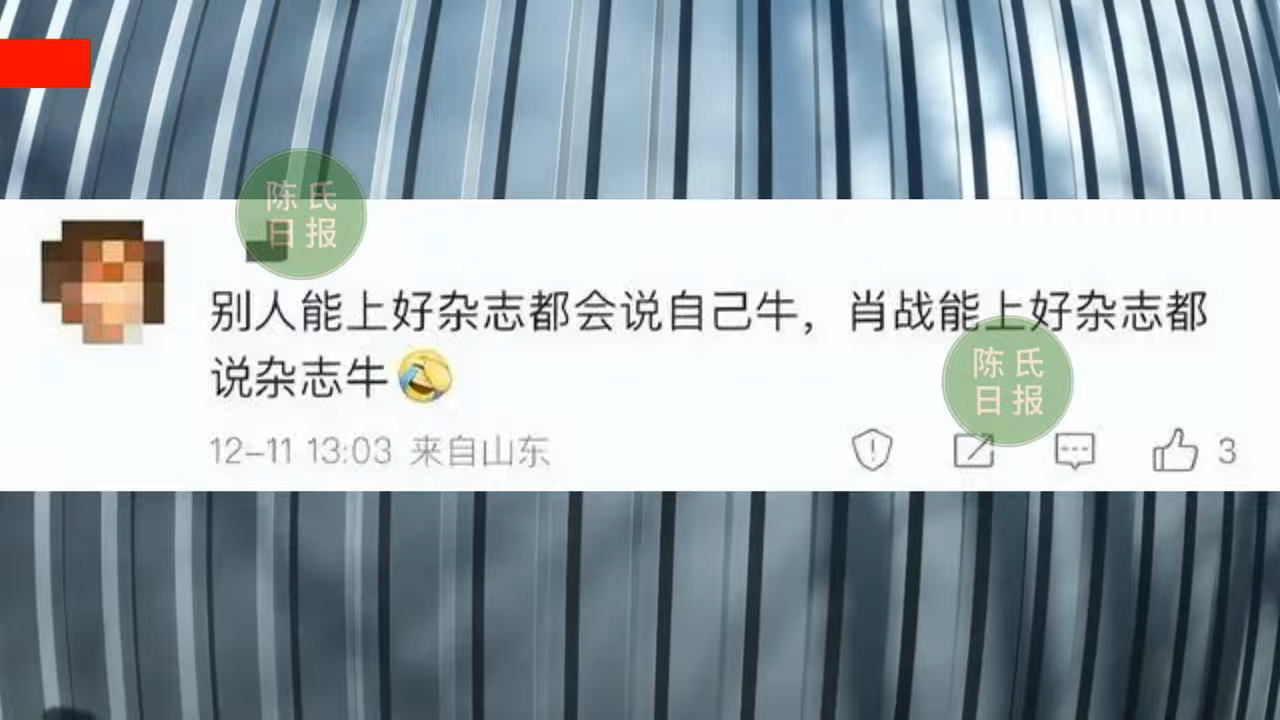 陈氏
日报
别人能上好杂志都会说自己牛，肖战能上好杂志都
说杂志牛🤣
陈氏
日报
12-11 13:03 来自山东
3